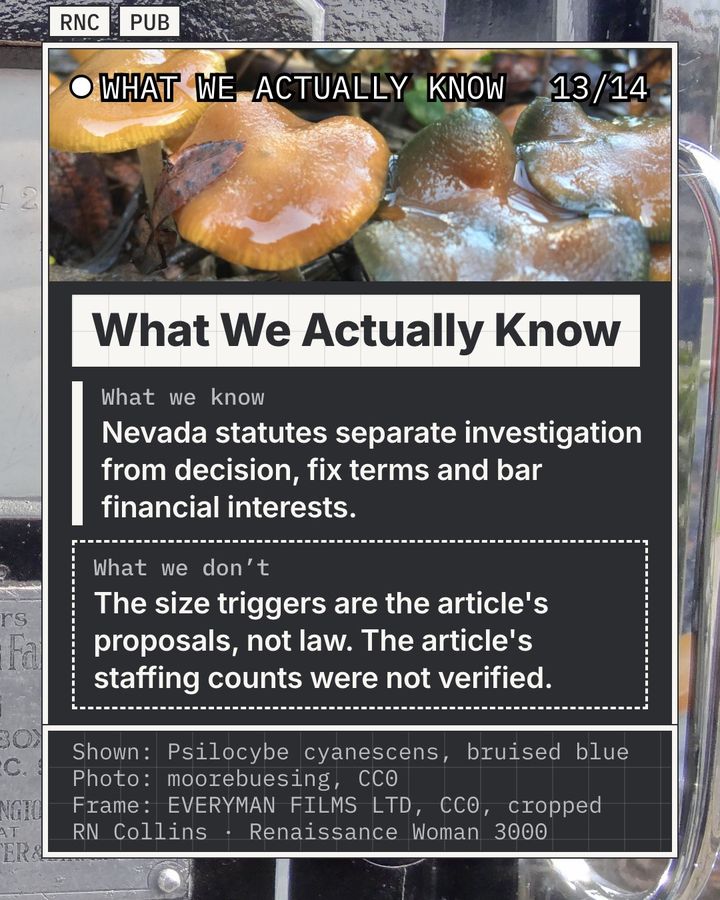 RNC PUB
WHAT WE ACTUALLY KNOW 13/14
What We Actually Know
What we know
Nevada statutes separate investigation
from decision, fix terms and bar
financial interests.
What we don’t
The size triggers are the article's
proposals, not law. The article's
staffing counts were not verified.
Shown: Psilocybe cyanescens, bruised blue
Photo: moorebuesing, CC0
Frame: EVERYMAN FILMS LTD, CC0, cropped
RN Collins · Renaissance Woman 3000